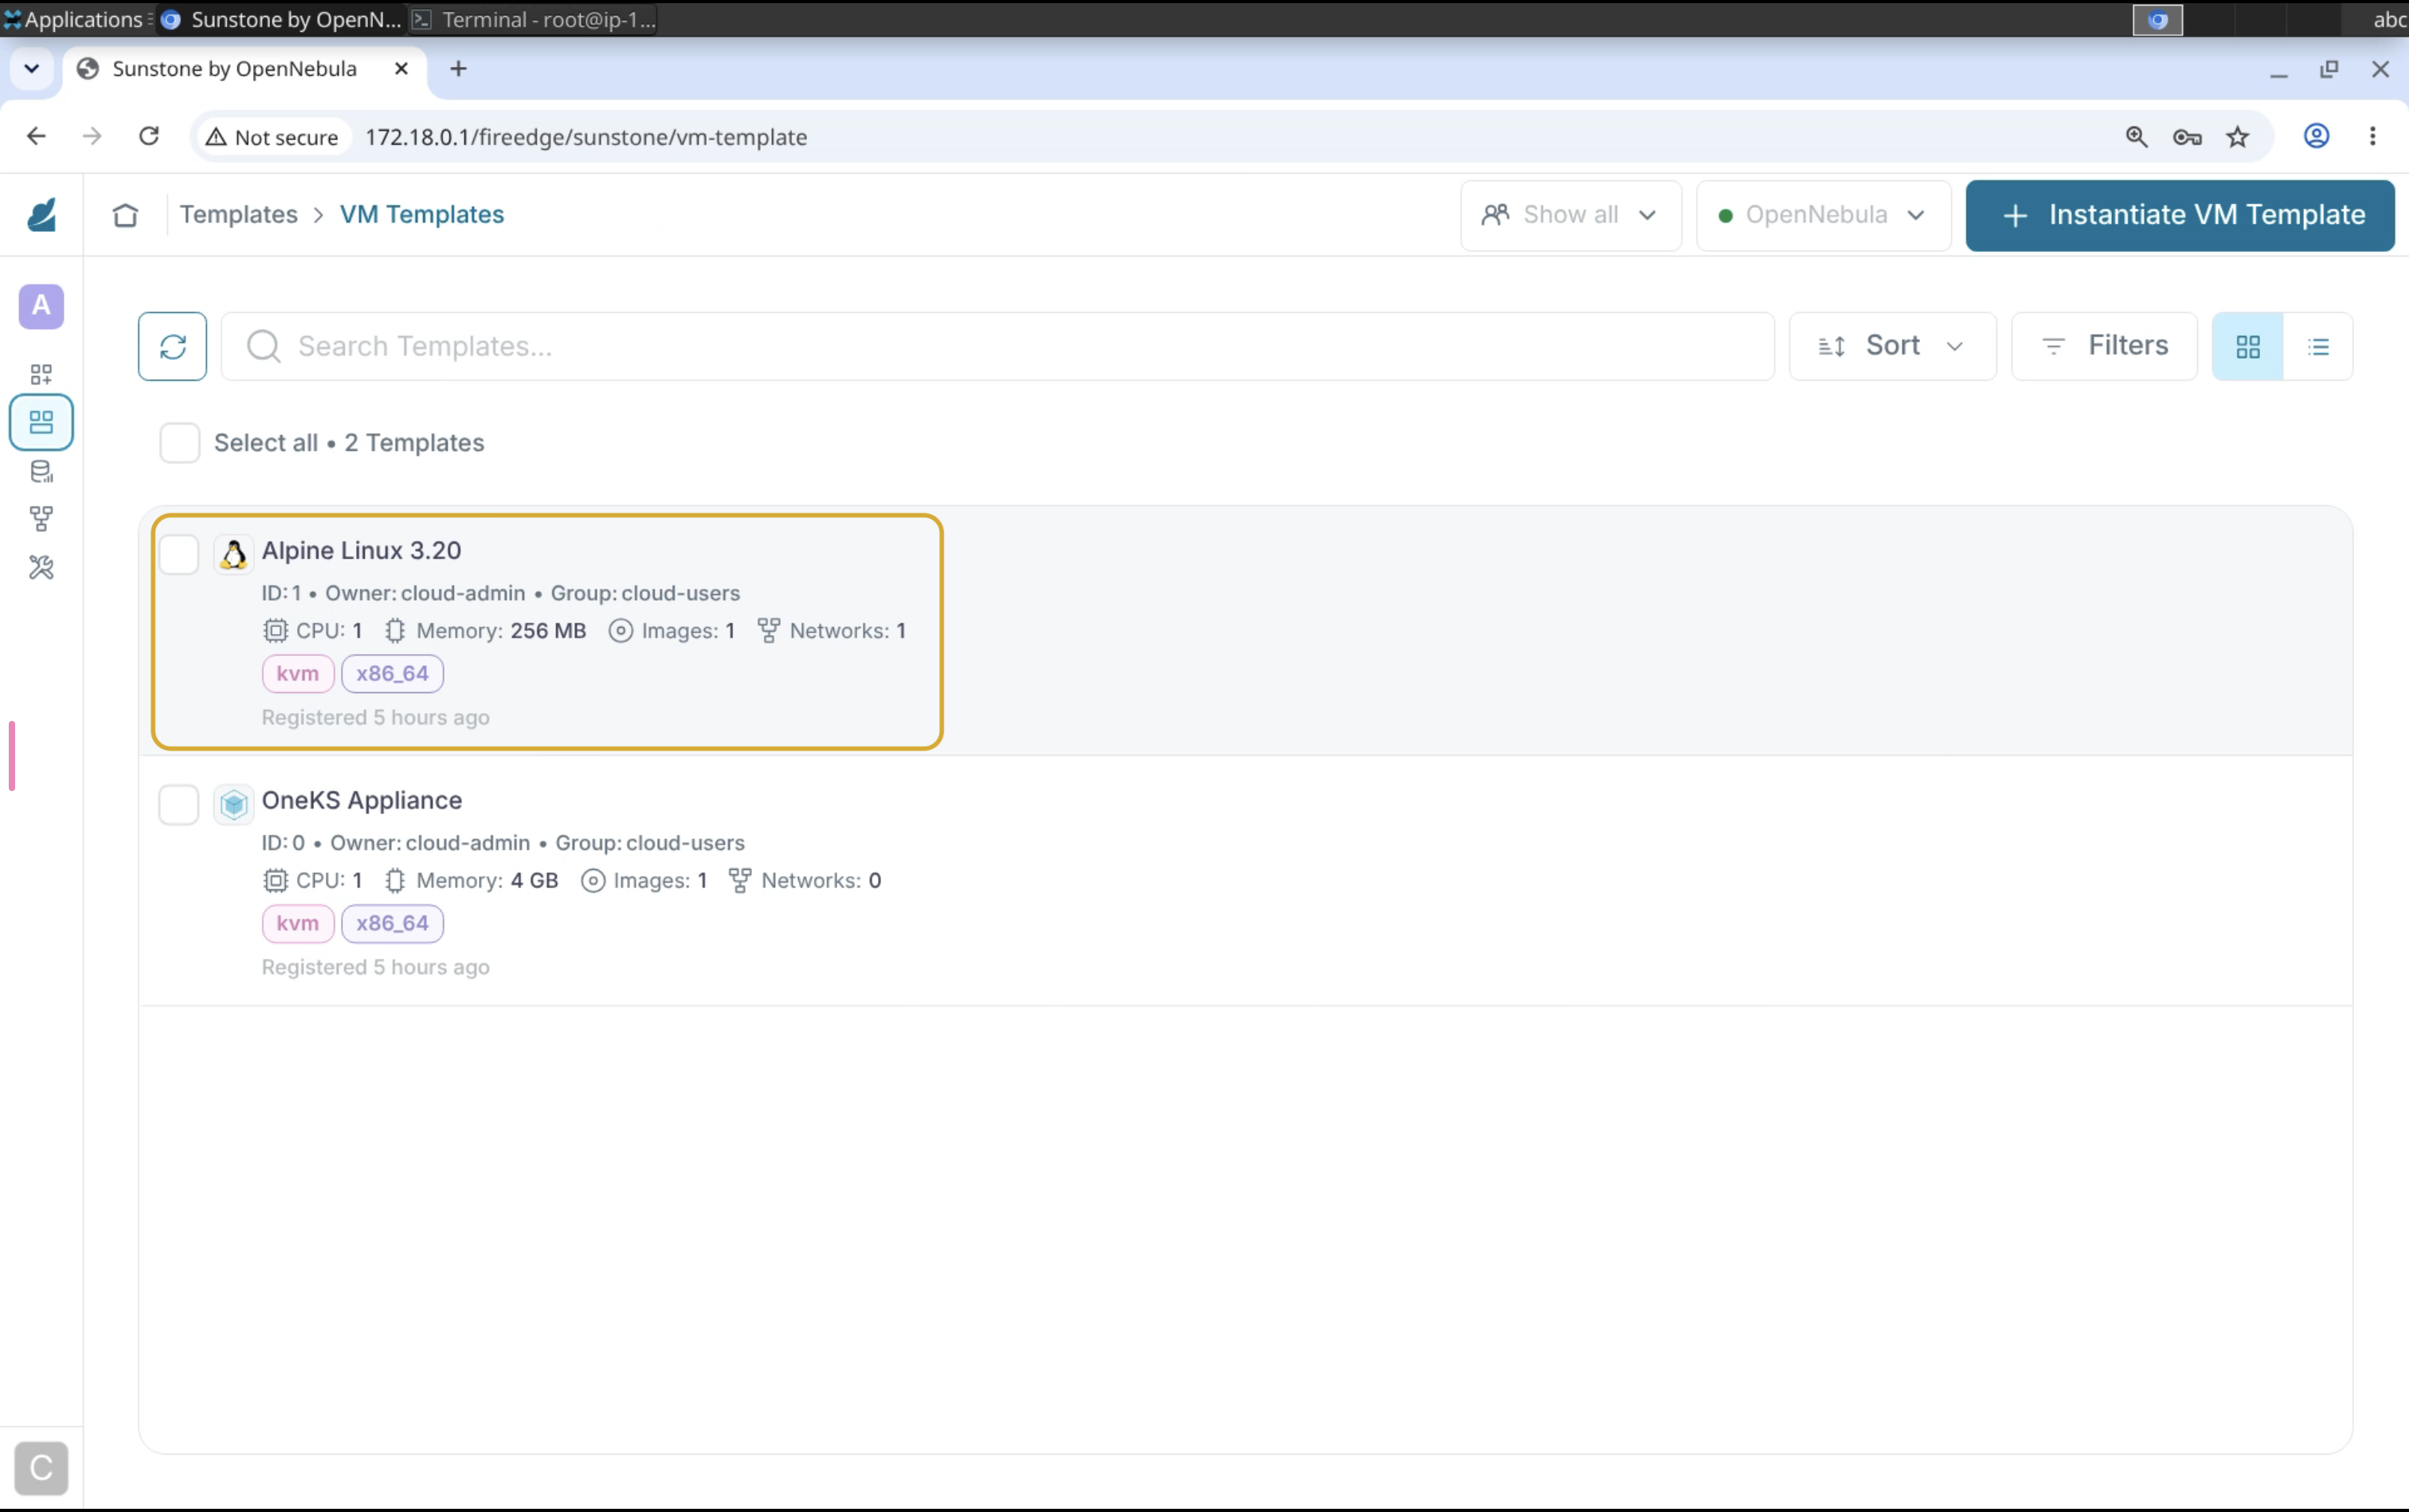 Applications Sunstone by OpenN... Terminal - root@ip-1... abc
Sunstone by OpenNebula
Not secure 172.18.0.1/fireedge/sunstone/vm-template
Templates > VM Templates Show all OpenNebula + Instantiate VM Template
A
Search Templates... Sort Filters
Select all • 2 Templates
Alpine Linux 3.20
ID: 1 • Owner: cloud-admin • Group: cloud-users
CPU: 1 Memory: 256 MB Images: 1 Networks: 1
kvm x86_64
Registered 5 hours ago
OneKS Appliance
ID: 0 • Owner: cloud-admin • Group: cloud-users
CPU: 1 Memory: 4 GB Images: 1 Networks: 0
kvm x86_64
Registered 5 hours ago
C